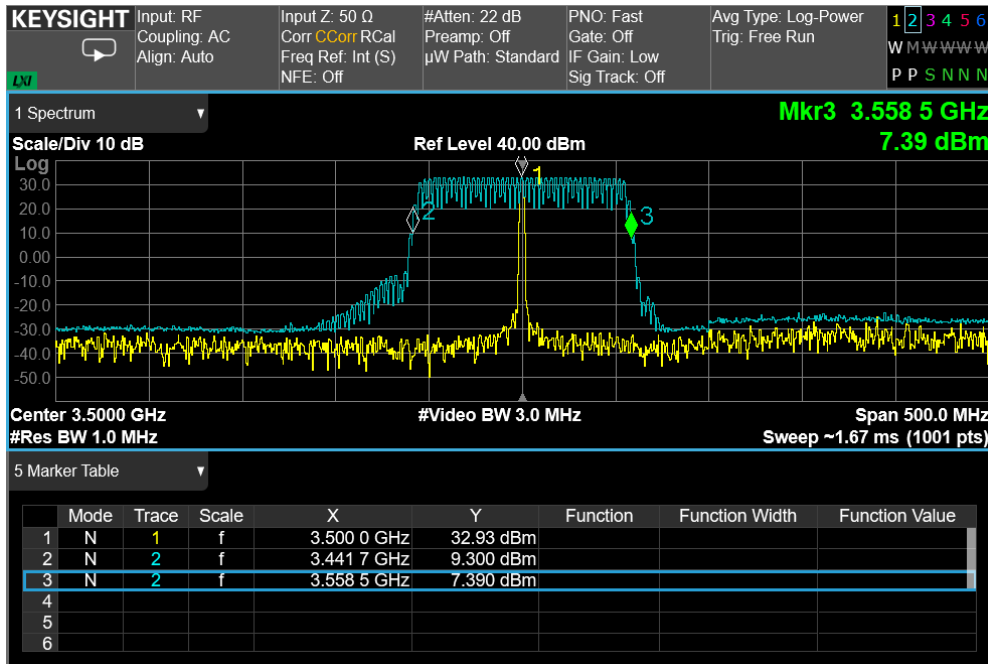 KEYSIGHT
LXI
Input: RF
Coupling: AC
Align: Auto
Input Z: 50 Ω
Corr CCorr RCal
Freq Ref: Int (S)
NFE: Off
#Atten: 22 dB
Preamp: Off
µW Path: Standard
PNO: Fast
Gate: Off
IF Gain: Low
Sig Track: Off
Avg Type: Log-Power
Trig: Free Run
1 2 3 4 5 6
W M W W W W
P P S N N N
1 Spectrum
Mkr3 3.558 5 GHz
Scale/Div 10 dB
Ref Level 40.00 dBm
7.39 dBm
Log
1
30.0
20.0
2
3
10.0
0.00
-10.0
-20.0
-30.0
-40.0
-50.0
Center 3.5000 GHz
#Video BW 3.0 MHz
Span 500.0 MHz
#Res BW 1.0 MHz
Sweep ~1.67 ms (1001 pts)
5 Marker Table
Mode Trace Scale X Y Function Function Width Function Value
1 N 1 f 3.500 0 GHz 32.93 dBm
2 N 2 f 3.441 7 GHz 9.300 dBm
3 N 2 f 3.558 5 GHz 7.390 dBm
4
5
6